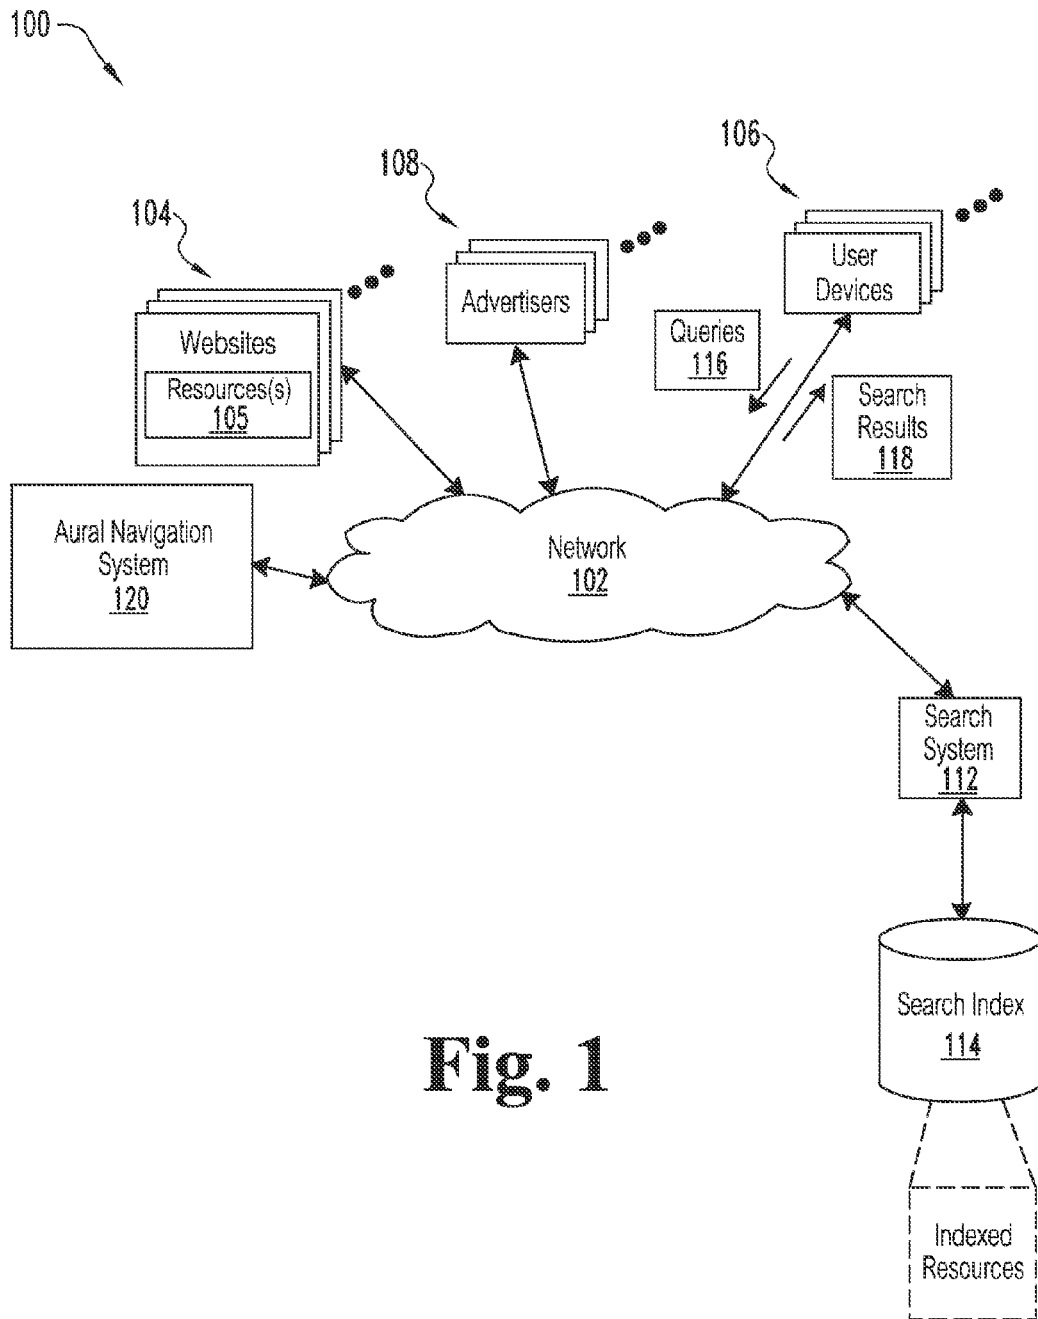 100
108
106
104
User
Devices
Advertisers
Queries
116
Websites
Resources(s)
105
Search
Results
118
Aural Navigation
System
120
Network
102
Search
System
112
Search Index
114
Fig. 1
Indexed
Resources